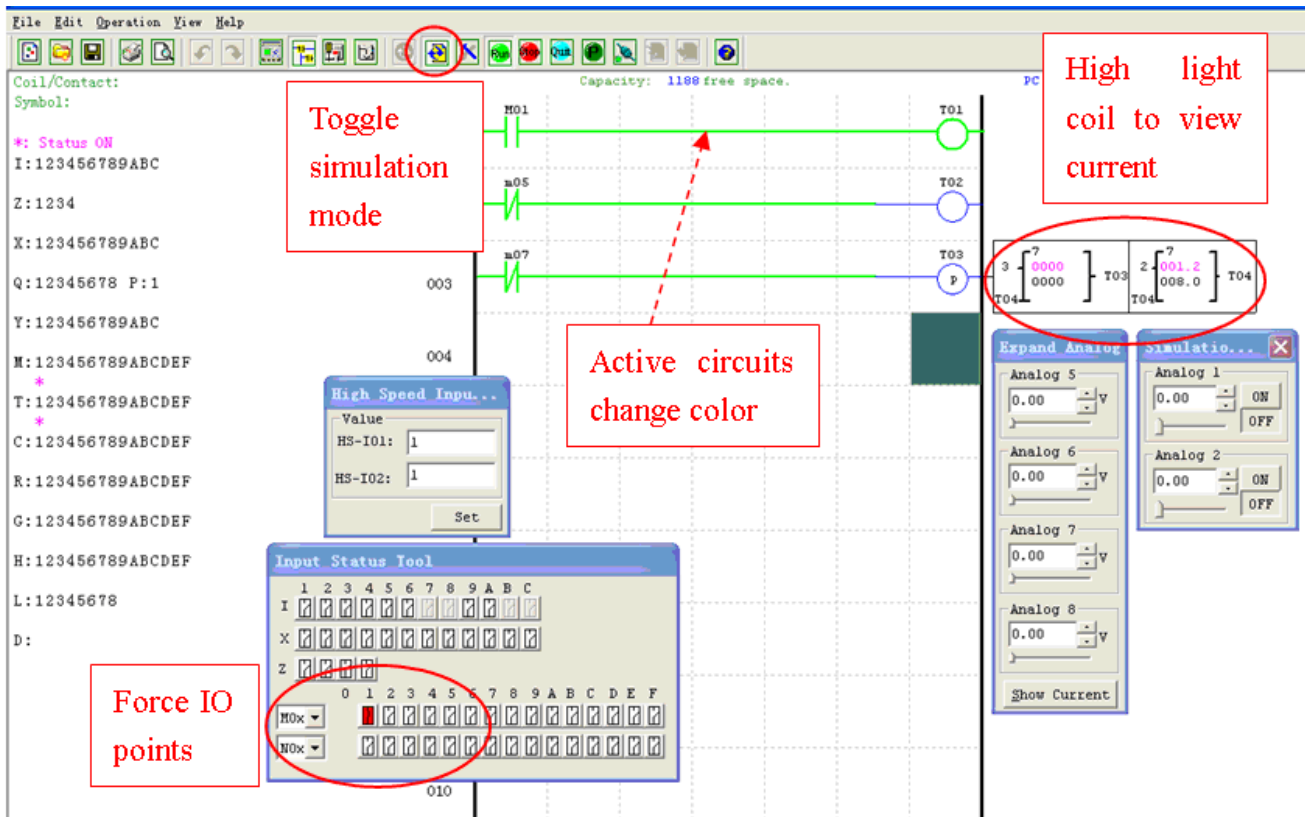 File Edit Operation View Help
Run Stop Quit P
Coil/Contact:
Capacity: 1188 free space.
PC
Symbol:
*: Status ON
I:123456789ABC
Z:1234
X:123456789ABC
Q:12345678 P:1
Y:123456789ABC
M:123456789ABCDEF
*
T:123456789ABCDEF
*
C:123456789ABCDEF
R:123456789ABCDEF
G:123456789ABCDEF
H:123456789ABCDEF
L:12345678
D:
Toggle
simulation
mode
High light
coil to view
current
M01
T01
m05
T02
m07
T03
P
003
004
010
7
3 0000
0000
T03
T04
7
2 001.2
008.0
T04
T04
Active circuits
change color
High Speed Inpu...
Value
HS-I01: 1
HS-I02: 1
Set
Expand Analog
Analog 5
0.00 V
Analog 6
0.00 V
Analog 7
0.00 V
Analog 8
0.00 V
Show Current
Simulatio...
Analog 1
0.00 ON
OFF
Analog 2
0.00 ON
OFF
Input Status Tool
1 2 3 4 5 6 7 8 9 A B C
I
X
Z
0 1 2 3 4 5 6 7 8 9 A B C D E F
M0x
N0x
Force IO
points